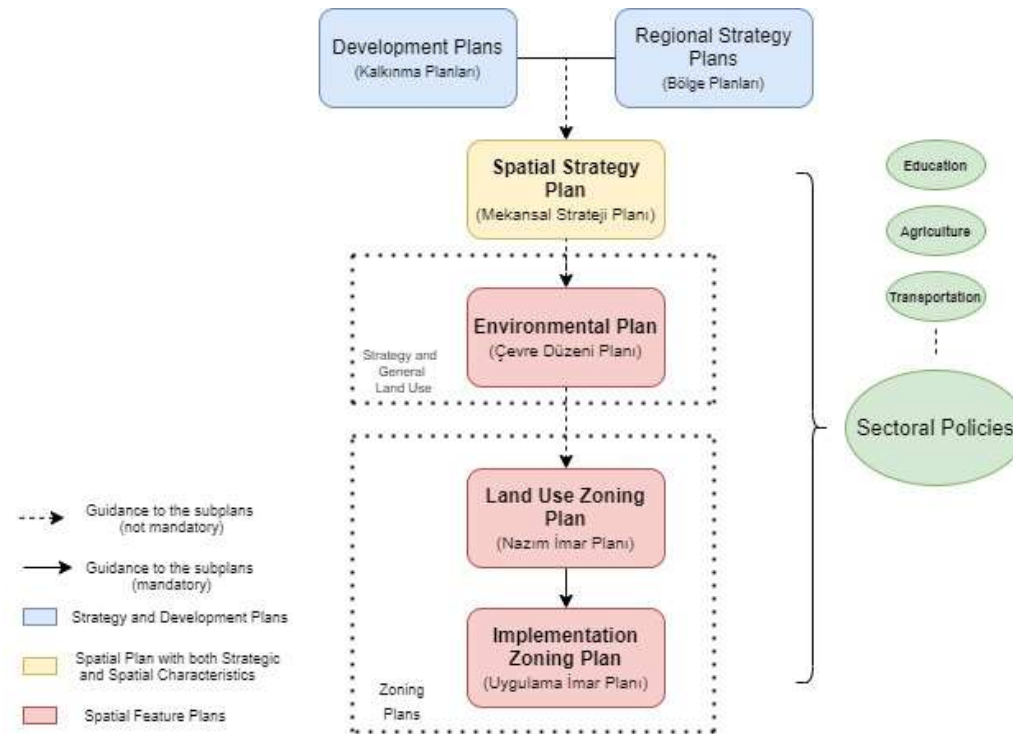 Development Plans
(Kalkınma Planları)
Regional Strategy
Plans
(Bölge Planları)
Spatial Strategy
Plan
(Mekansal Strateji Planı)
Education
Agriculture
Transportation
Sectoral Policies
Environmental Plan
(Çevre Düzeni Planı)
Strategy and
General
Land Use
Land Use Zoning
Plan
(Nazım İmar Planı)
Implementation
Zoning Plan
(Uygulama İmar Planı)
Zoning
Plans
Guidance to the subplans
(not mandatory)
Guidance to the subplans
(mandatory)
Strategy and Development Plans
Spatial Plan with both Strategic
and Spatial Characteristics
Spatial Feature Plans